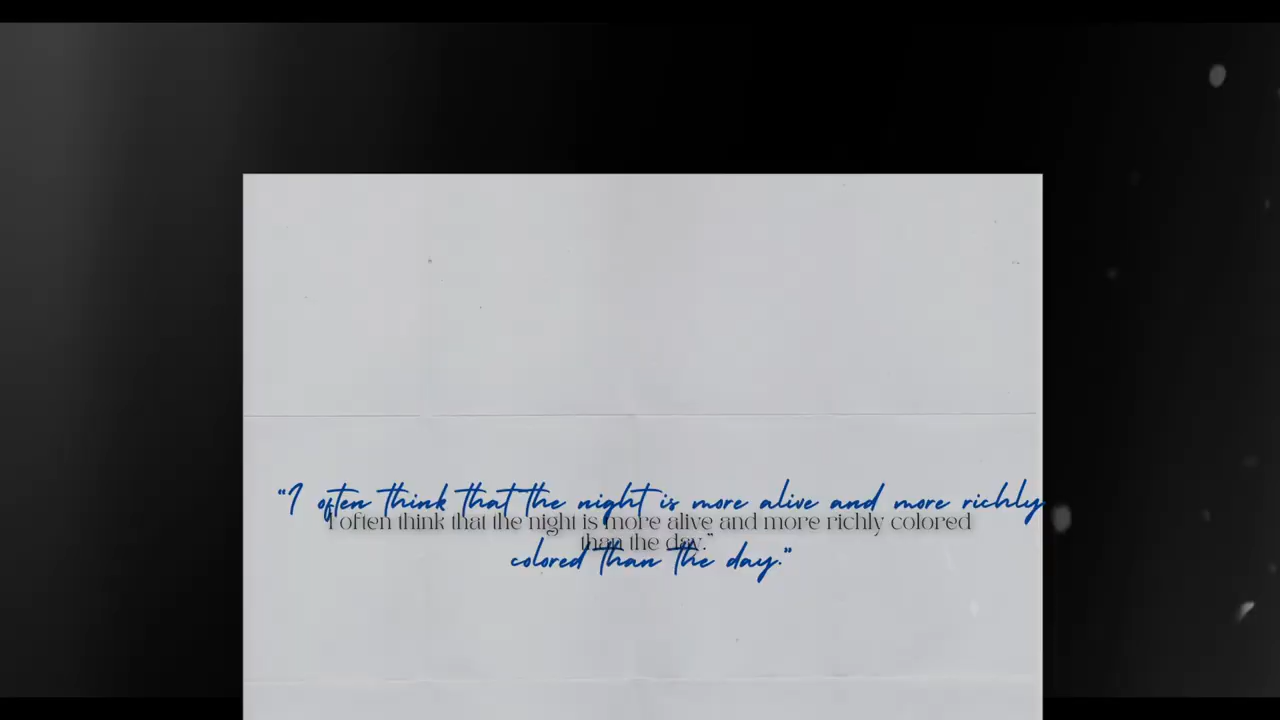 "I often think that the night is more alive and more richly
colored than the day."
I often think that the night is more alive and more richly colored
than the day."